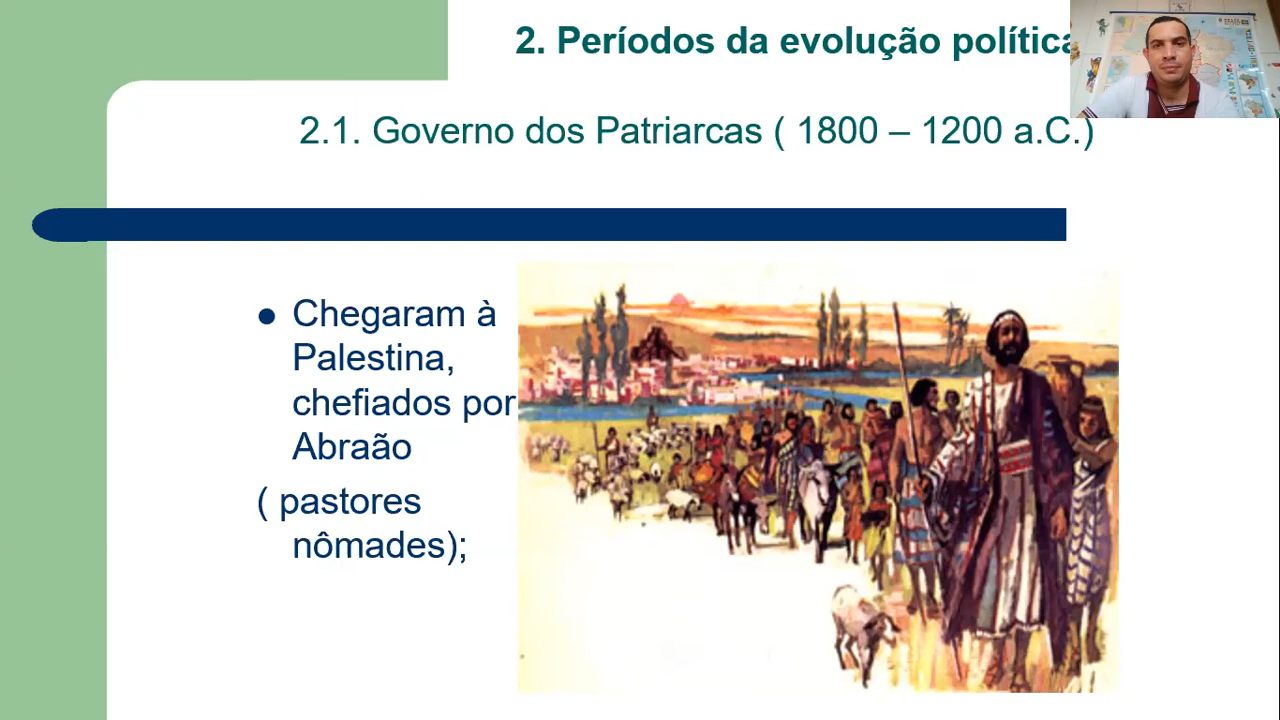 2. Períodos da evolução política
2.1. Governo dos Patriarcas ( 1800 – 1200 a.C.)
Chegaram à
Palestina,
chefiados por
Abraão
( pastores
nômades);